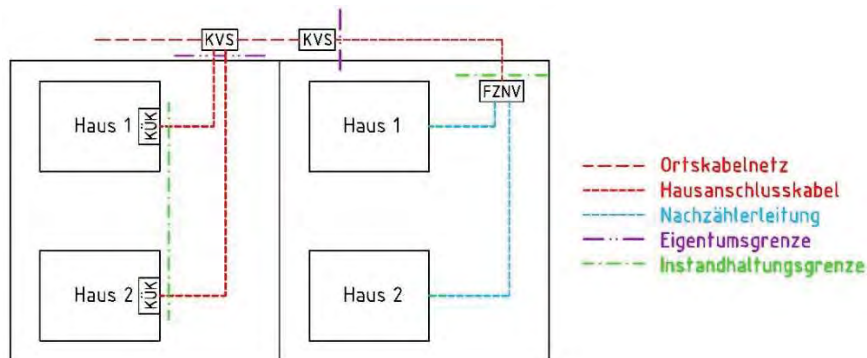 KVS
KVS
FZNV
Haus 1
KÜK
Haus 1
Haus 2
KÜK
Haus 2
Ortskabelnetz
Hausanschlusskabel
Nachzählerleitung
Eigentumsgrenze
Instandhaltungsgrenze